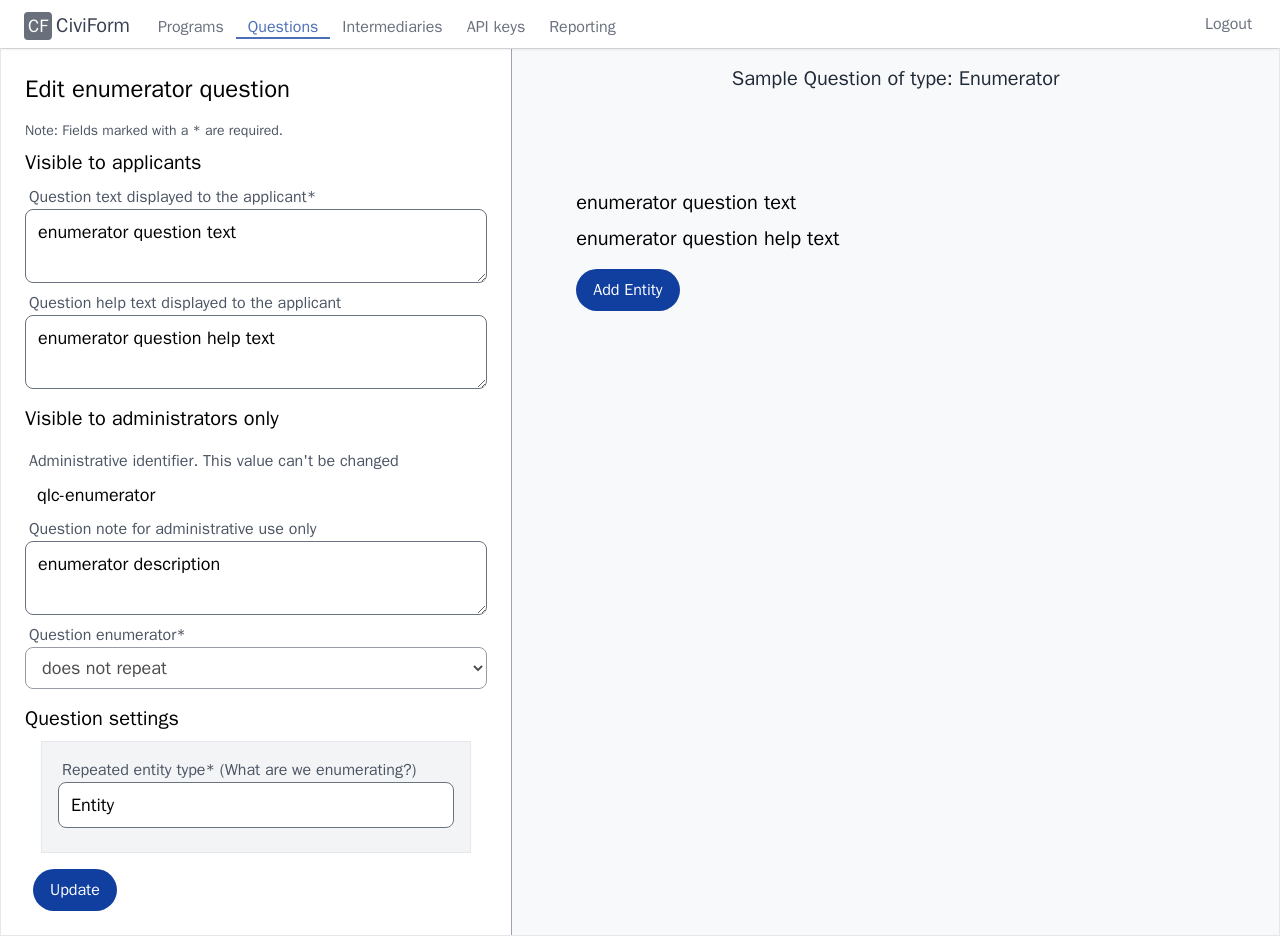 CF CiviForm Programs Questions Intermediaries API keys Reporting Logout
Edit enumerator question
Note: Fields marked with a * are required.
Visible to applicants
Question text displayed to the applicant*
enumerator question text
Question help text displayed to the applicant
enumerator question help text
Visible to administrators only
Administrative identifier. This value can't be changed
qlc-enumerator
Question note for administrative use only
enumerator description
Question enumerator*
does not repeat
Question settings
Repeated entity type* (What are we enumerating?)
Entity
Update
Sample Question of type: Enumerator
enumerator question text
enumerator question help text
Add Entity